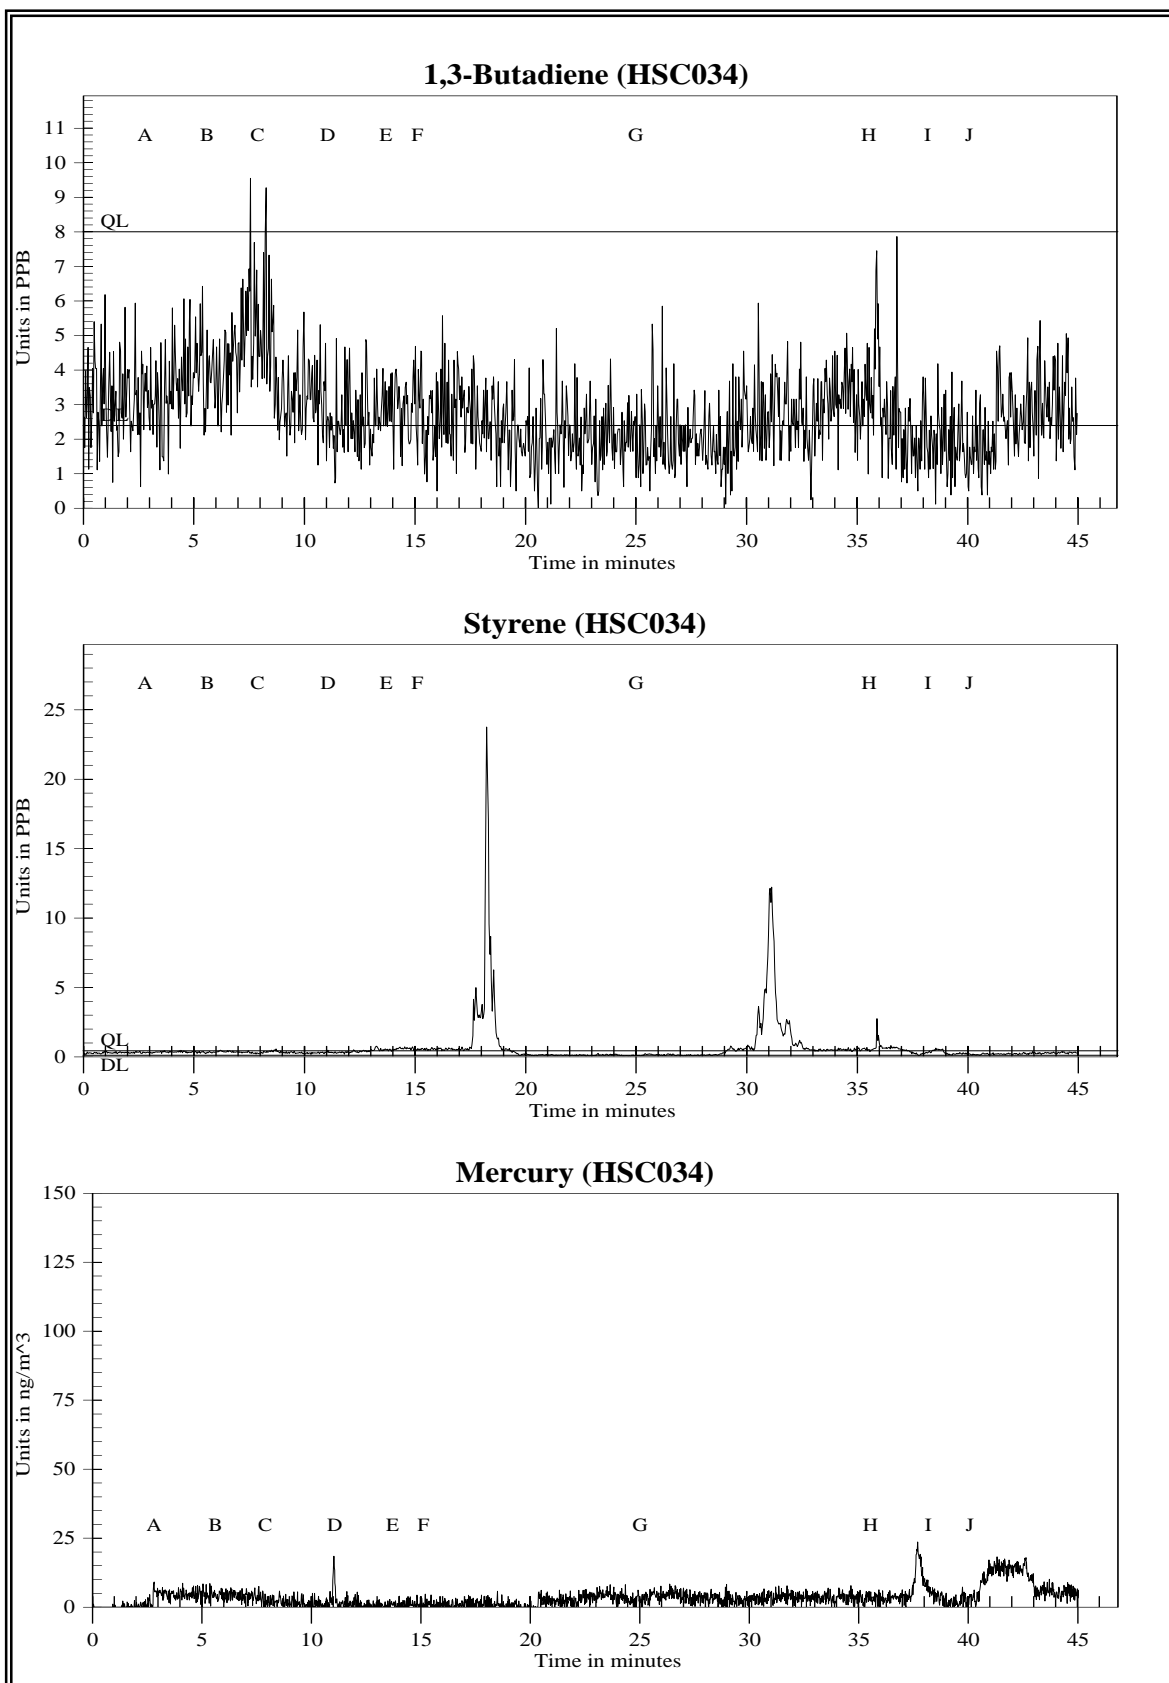 1,3-Butadiene (HSC034)
A B C D E F G H I J
11
10
9
QL
8
7
6
5
4
3
DL
2
1
0
Units in PPB
0 5 10 15 20 25 30 35 40 45
Time in minutes
Styrene (HSC034)
A B C D E F G H I J
25
20
15
10
5
QL
0
DL
Units in PPB
0 5 10 15 20 25 30 35 40 45
Time in minutes
Mercury (HSC034)
150
125
100
75
50
25
A B C D E F G H I J
0
Units in ng/m^3
0 5 10 15 20 25 30 35 40 45
Time in minutes